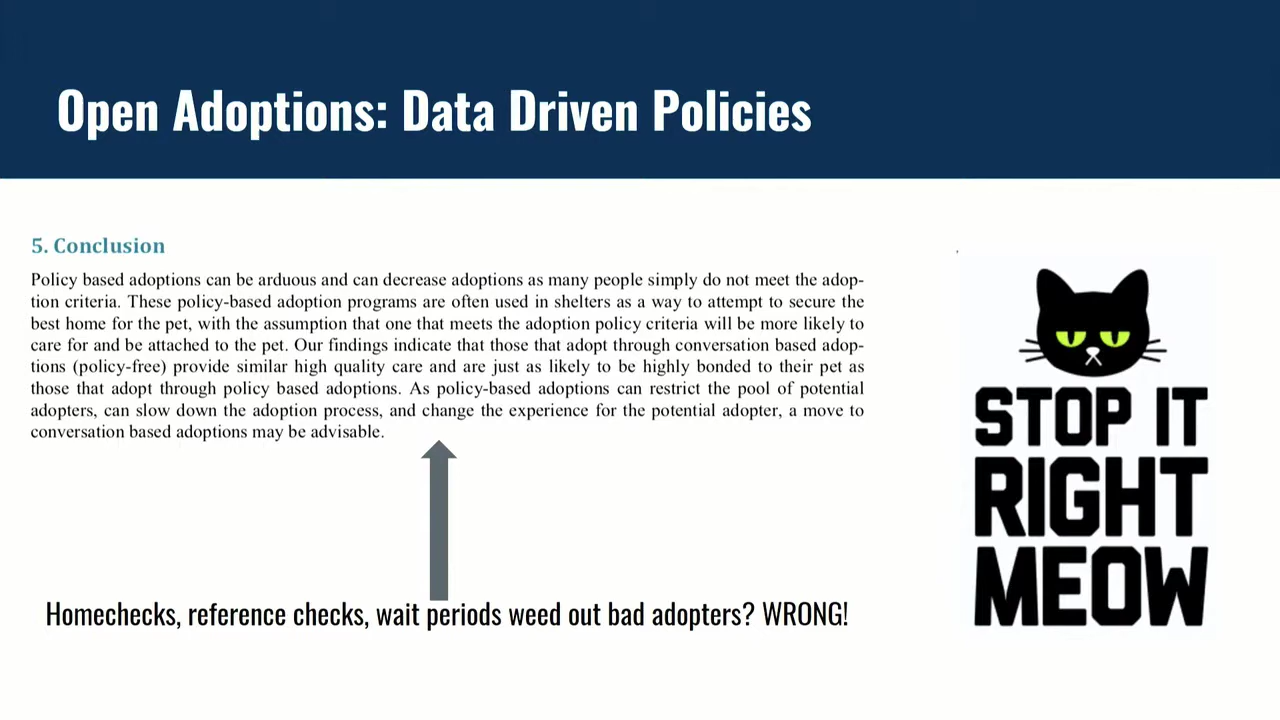 Open Adoptions: Data Driven Policies
5. Conclusion
Policy based adoptions can be arduous and can decrease adoptions as many people simply do not meet the adop-
tion criteria. These policy-based adoption programs are often used in shelters as a way to attempt to secure the
best home for the pet, with the assumption that one that meets the adoption policy criteria will be more likely to
care for and be attached to the pet. Our findings indicate that those that adopt through conversation based adop-
tions (policy-free) provide similar high quality care and are just as likely to be highly bonded to their pet as
those that adopt through policy based adoptions. As policy-based adoptions can restrict the pool of potential
adopters, can slow down the adoption process, and change the experience for the potential adopter, a move to
conversation based adoptions may be advisable.
Homechecks, reference checks, wait periods weed out bad adopters? WRONG!
STOP IT
RIGHT
MEOW